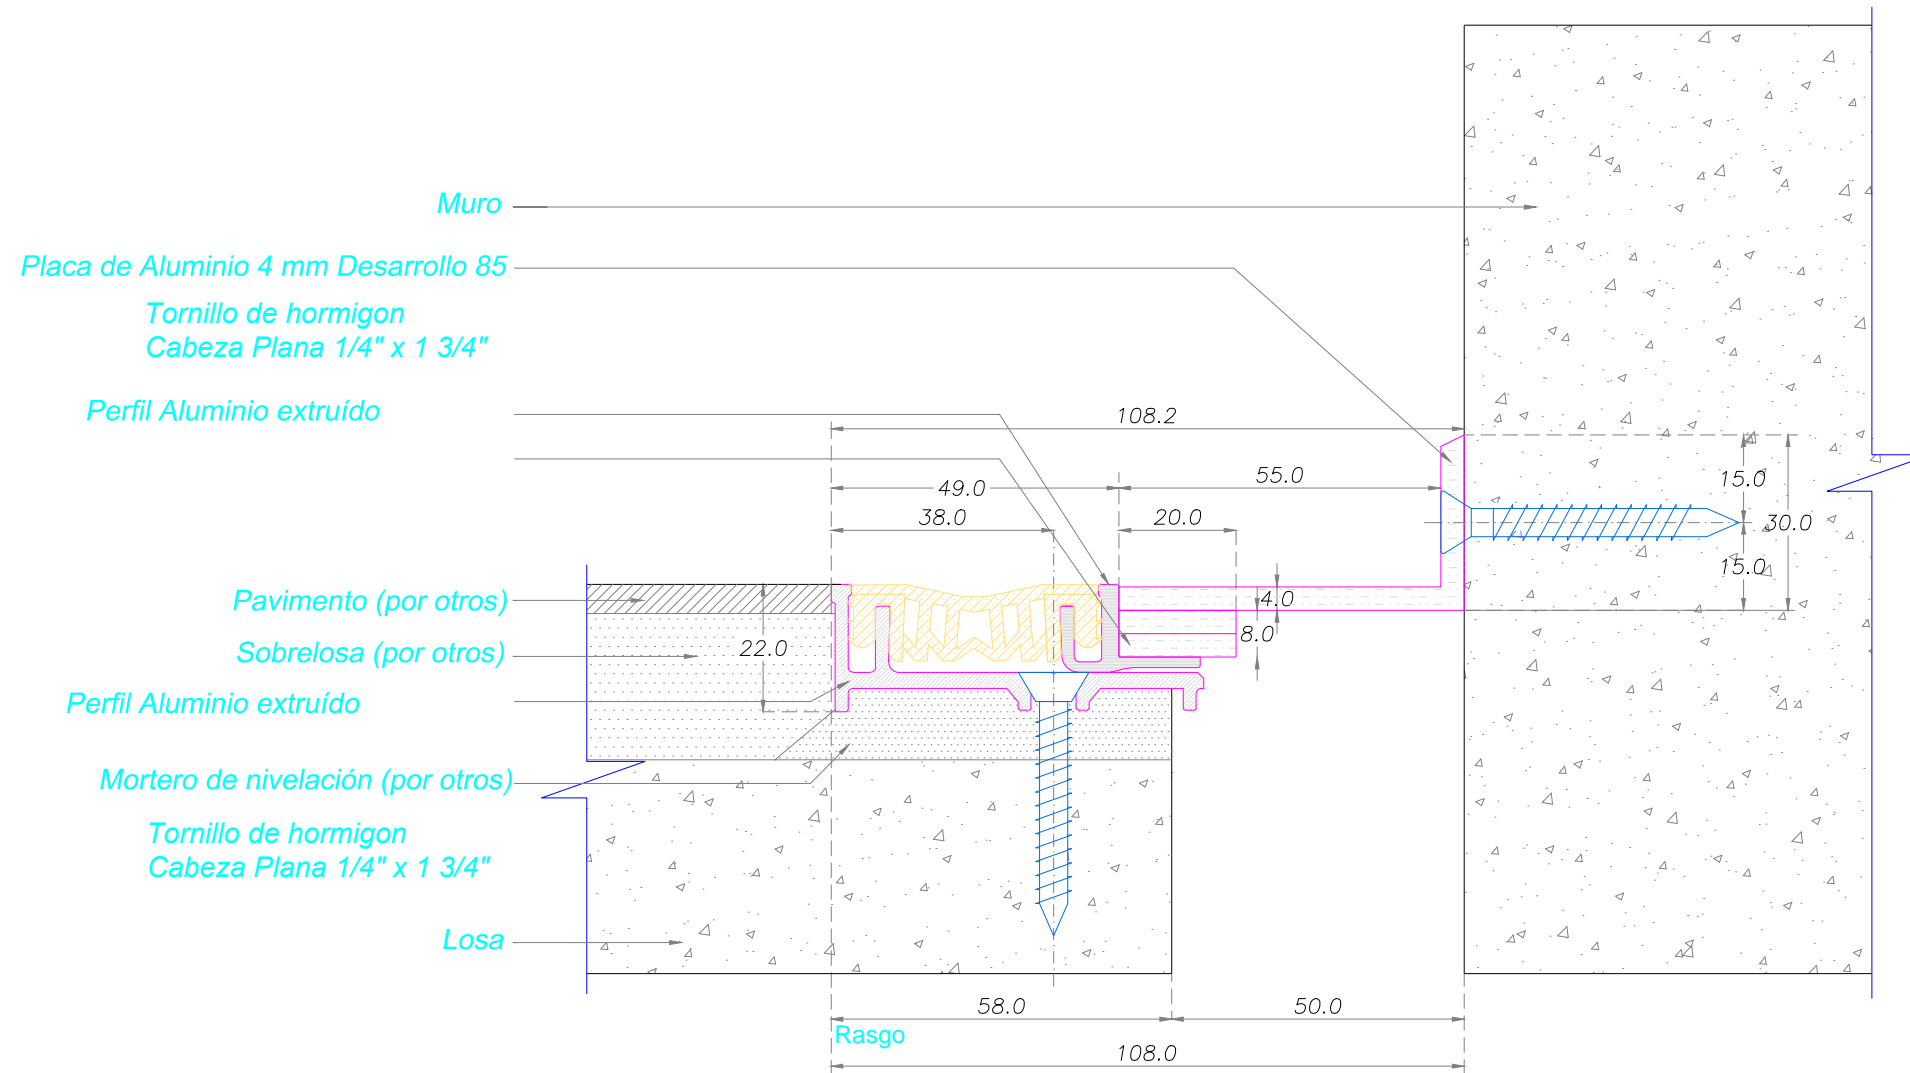 Muro
Placa de Aluminio 4 mm Desarrollo 85
Tornillo de hormigon
Cabeza Plana 1/4" x 1 3/4"
Perfil Aluminio extruído
108.2
49.0
55.0
38.0
20.0
15.0
30.0
15.0
4.0
8.0
22.0
Pavimento (por otros)
Sobrelosa (por otros)
Perfil Aluminio extruído
Mortero de nivelación (por otros)
Tornillo de hormigon
Cabeza Plana 1/4" x 1 3/4"
Losa
58.0
50.0
Rasgo
108.0